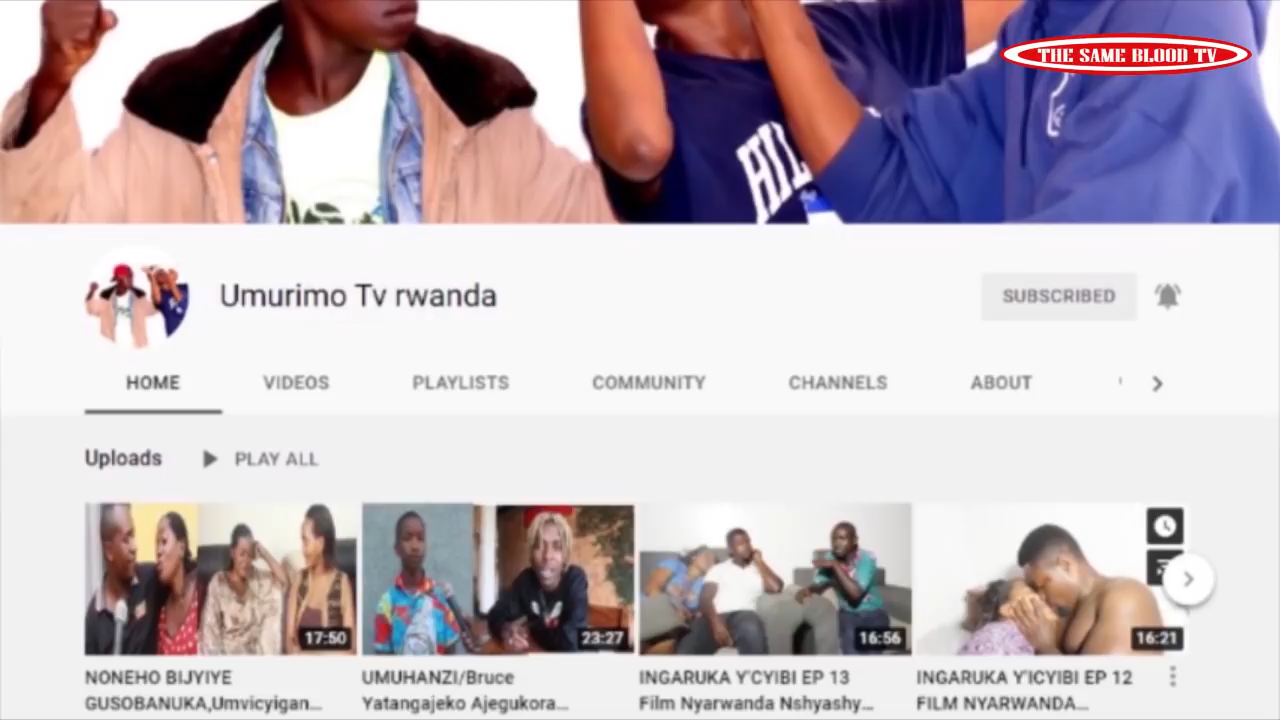 THE SAME BLOOD TV
HIL
Umurimo Tv rwanda
SUBSCRIBED
HOME VIDEOS PLAYLISTS COMMUNITY CHANNELS ABOUT
Uploads PLAY ALL
17:50 23:27 16:56 16:21
NONEHO BIJYIYE
GUSOBANUKA,Umvicyigan...
UMUHANZI/Bruce
Yatangajeko Ajegukora...
INGARUKA Y'CYIBI EP 13
Film Nyarwanda Nshyashy...
INGARUKA Y'ICYIBI EP 12
FILM NYARWANDA...